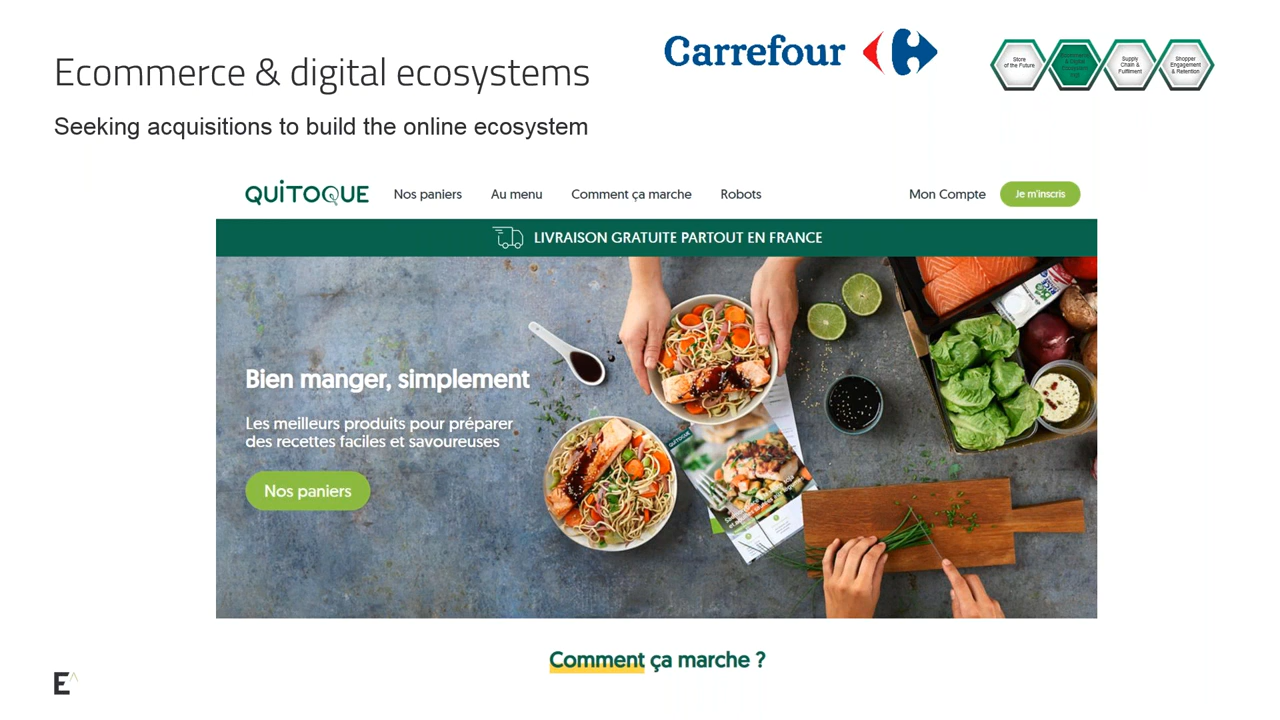 Ecommerce & digital ecosystems
Seeking acquisitions to build the online ecosystem
Carrefour
Store
of the Future
Supply
Chain &
Fulfilment
Shopper
Engagement
& Retention
QUITOQUE
Nos paniers
Au menu
Comment ça marche
Robots
Mon Compte
Je m'inscris
LIVRAISON GRATUITE PARTOUT EN FRANCE
Bien manger, simplement
Les meilleurs produits pour préparer
des recettes faciles et savoureuses
Nos paniers
QUITOQUE
Comment ça marche ?
E